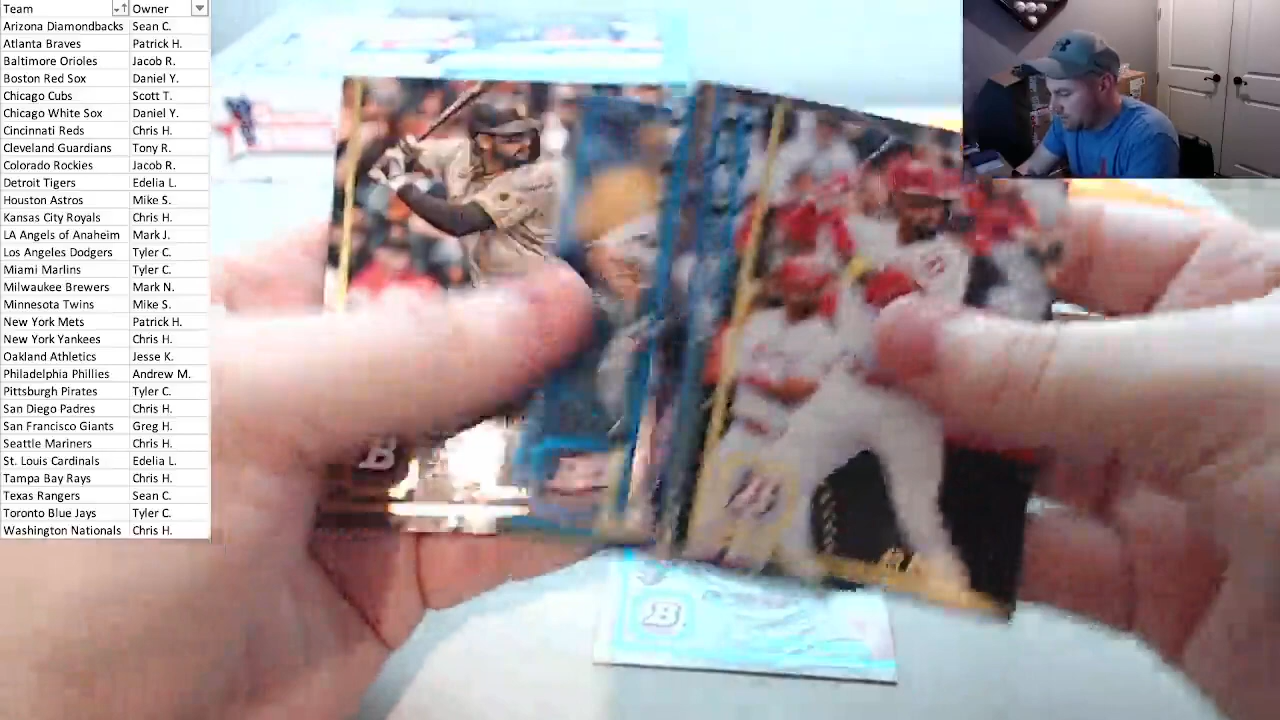 Team Owner
Arizona Diamondbacks Sean C.
Atlanta Braves Patrick H.
Baltimore Orioles Jacob R.
Boston Red Sox Daniel Y.
Chicago Cubs Scott T.
Chicago White Sox Daniel Y.
Cincinnati Reds Chris H.
Cleveland Guardians Tony R.
Colorado Rockies Jacob R.
Detroit Tigers Edelia L.
Houston Astros Mike S.
Kansas City Royals Chris H.
LA Angels of Anaheim Mark J.
Los Angeles Dodgers Tyler C.
Miami Marlins Tyler C.
Milwaukee Brewers Mark N.
Minnesota Twins Mike S.
New York Mets Patrick H.
New York Yankees Chris H.
Oakland Athletics Jesse K.
Philadelphia Phillies Andrew M.
Pittsburgh Pirates Tyler C.
San Diego Padres Chris H.
San Francisco Giants Greg H.
Seattle Mariners Chris H.
St. Louis Cardinals Edelia L.
Tampa Bay Rays Chris H.
Texas Rangers Sean C.
Toronto Blue Jays Tyler C.
Washington Nationals Chris H.
B
B
B